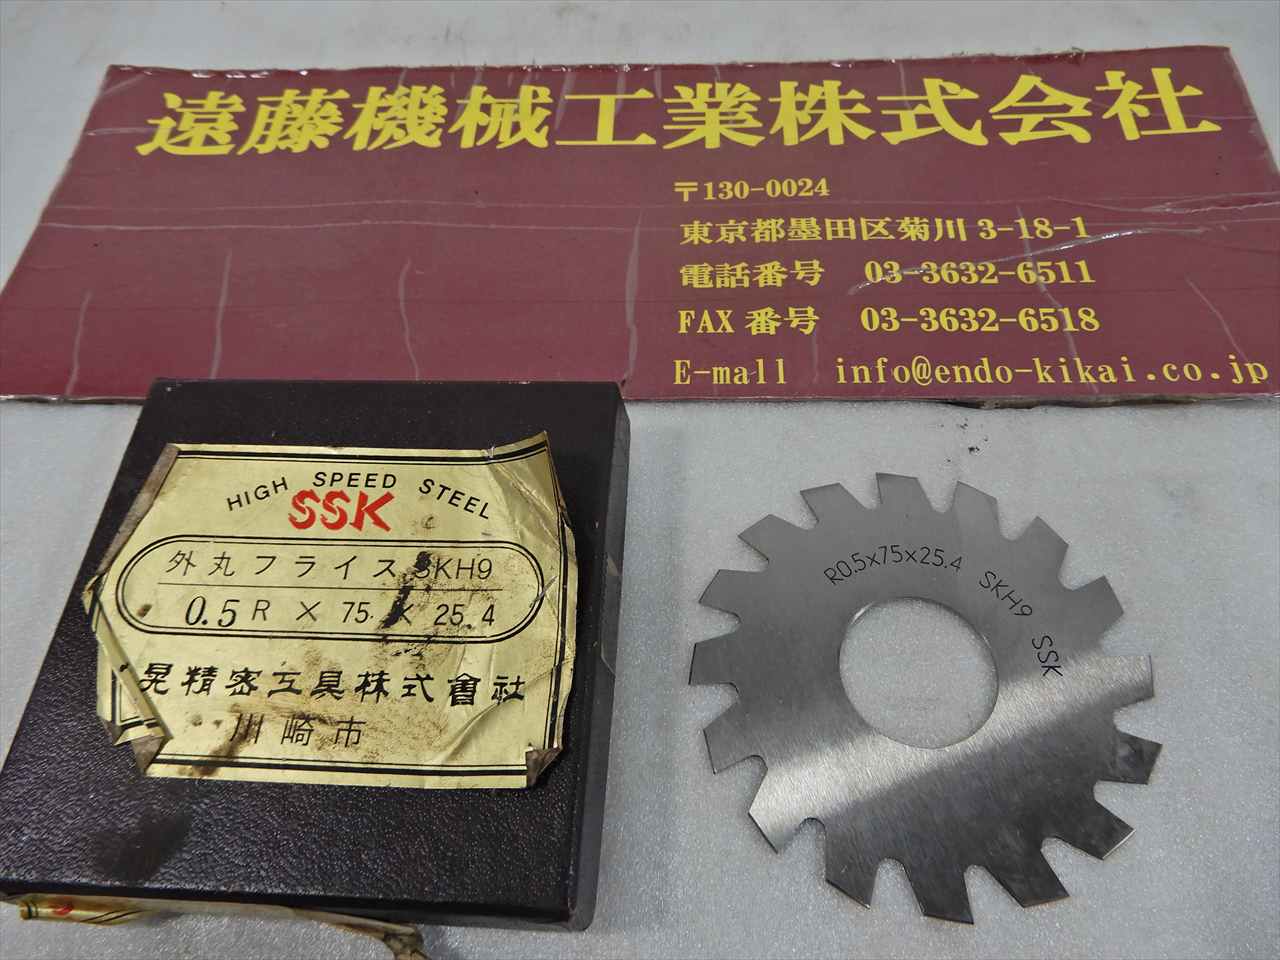 遠藤機械工業株式会社
〒130-0024
東京都墨田区菊川 3-18-1
電話番号 03-3632-6511
FAX 番号 03-3632-6518
E-mall info@endo-kikai.co.jp
HIGH SPEED STEEL
SSK
外丸フライス SKH9
0.5 R × 75 × 25.4
晃精密工具株式會社
川崎市
R0.5x75x25.4 SKH9 SSK